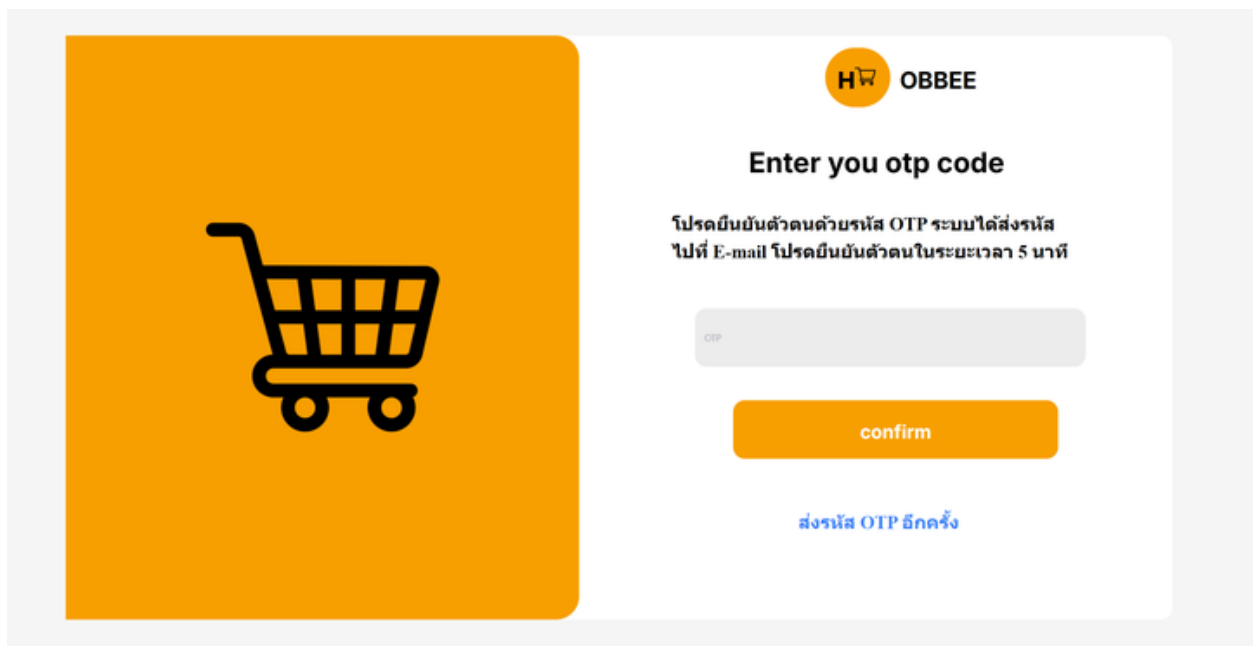 H OBBEE
Enter you otp code
โปรดยืนยันตัวตนด้วยรหัส OTP ระบบได้ส่งรหัส
ไปที่ E-mail โปรดยืนยันตัวตนในระยะเวลา 5 นาที
OTP
confirm
ส่งรหัส OTP อีกครั้ง